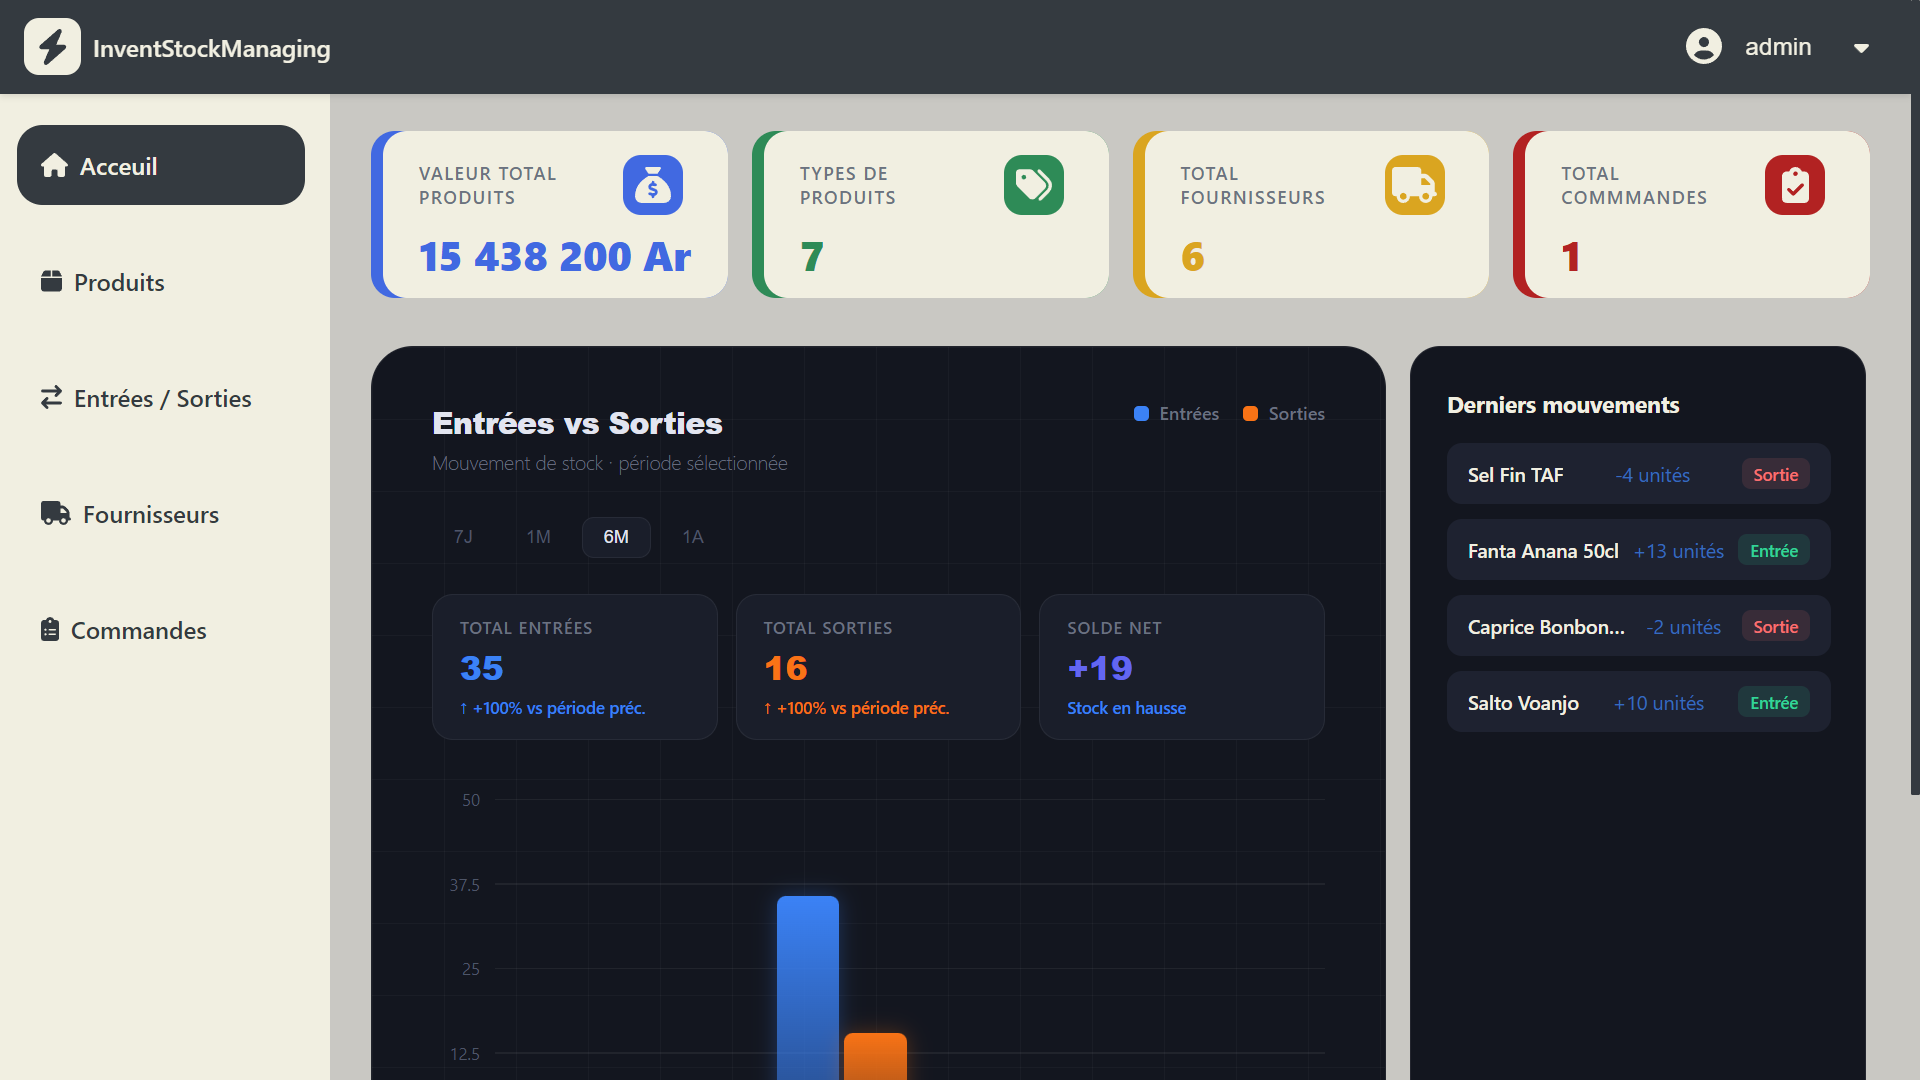 InventStockManaging
admin
Acceuil
Produits
Entrées / Sorties
Fournisseurs
Commandes
VALEUR TOTAL
PRODUITS
15 438 200 Ar
TYPES DE
PRODUITS
7
TOTAL
FOURNISSEURS
6
TOTAL
COMMMANDES
1
Entrées vs Sorties
Mouvement de stock · période sélectionnée
Entrées
Sorties
7J
1M
6M
1A
TOTAL ENTRÉES
35
↑ +100% vs période préc.
TOTAL SORTIES
16
↑ +100% vs période préc.
SOLDE NET
+19
Stock en hausse
50
37.5
25
12.5
Derniers mouvements
Sel Fin TAF -4 unités Sortie
Fanta Anana 50cl +13 unités Entrée
Caprice Bonbon... -2 unités Sortie
Salto Voanjo +10 unités Entrée